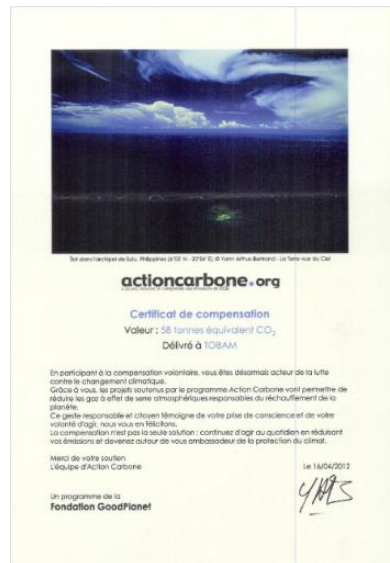 Îlot dans l'archipel de Sulu, Philippines © Yann Arthus-Bertrand - La Terre vue du Ciel
actioncarbone.org
Certificat de compensation
Valeur : 58 tonnes équivalent CO₂
Délivré à TOBAM
En participant à la compensation volontaire, vous êtes désormais acteur de la lutte
contre le changement climatique.
Grâce à vous, les projets soutenus par le programme Action Carbone vont permettre de
réduire les gaz à effet de serre atmosphériques responsables du réchauffement de la
planète.
Ce geste responsable et citoyen témoigne de votre prise de conscience et de votre
volonté d'agir, nous vous en félicitons.
La compensation n'est pas la seule solution : continuez d'agir au quotidien en réduisant
vos émissions et devenez autour de vous ambassadeur de la protection du climat.
Merci de votre soutien
L'équipe d'Action Carbone
Le 16/04/2012
Un programme de la
Fondation GoodPlanet